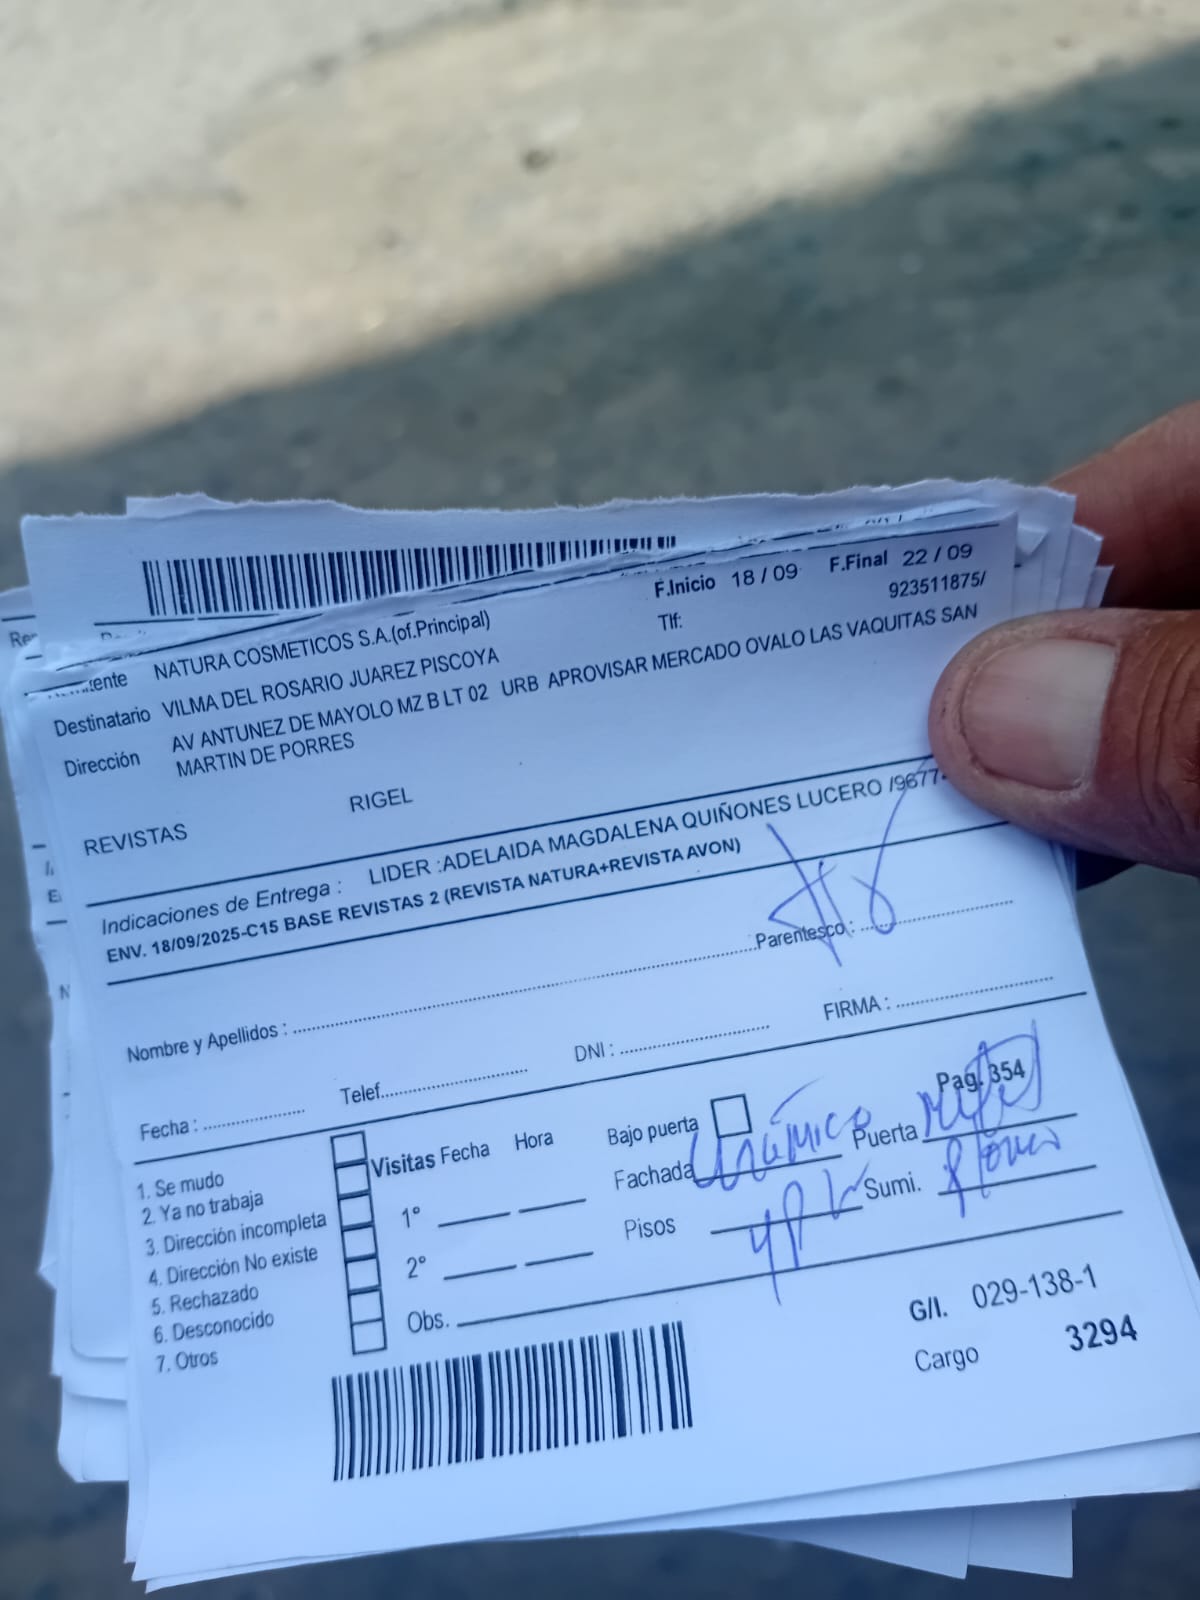 F.Inicio 18 / 09 F.Final 22 / 09
NATURA COSMETICOS S.A.(of.Principal) Tlf: 923511875/
Destinatario VILMA DEL ROSARIO JUAREZ PISCOYA
Dirección AV ANTUNEZ DE MAYOLO MZ B LT 02 URB APROVISAR MERCADO OVALO LAS VAQUITAS SAN
MARTIN DE PORRES
REVISTAS RIGEL
Indicaciones de Entrega : LIDER :ADELAIDA MAGDALENA QUIÑONES LUCERO /9677
ENV. 18/09/2025-C15 BASE REVISTAS 2 (REVISTA NATURA+REVISTA AVON)
Nombre y Apellidos : Parentesco :
Fecha : Telef. DNI : FIRMA :
Pag. 354
1. Se mudo
2. Ya no trabaja
3. Dirección incompleta
4. Dirección No existe
5. Rechazado
6. Desconocido
7. Otros
Visitas Fecha Hora
1°
2°
Obs.
Bajo puerta
Fachada Puerta
Pisos 4P Sumi.
G/I. 029-138-1
Cargo 3294